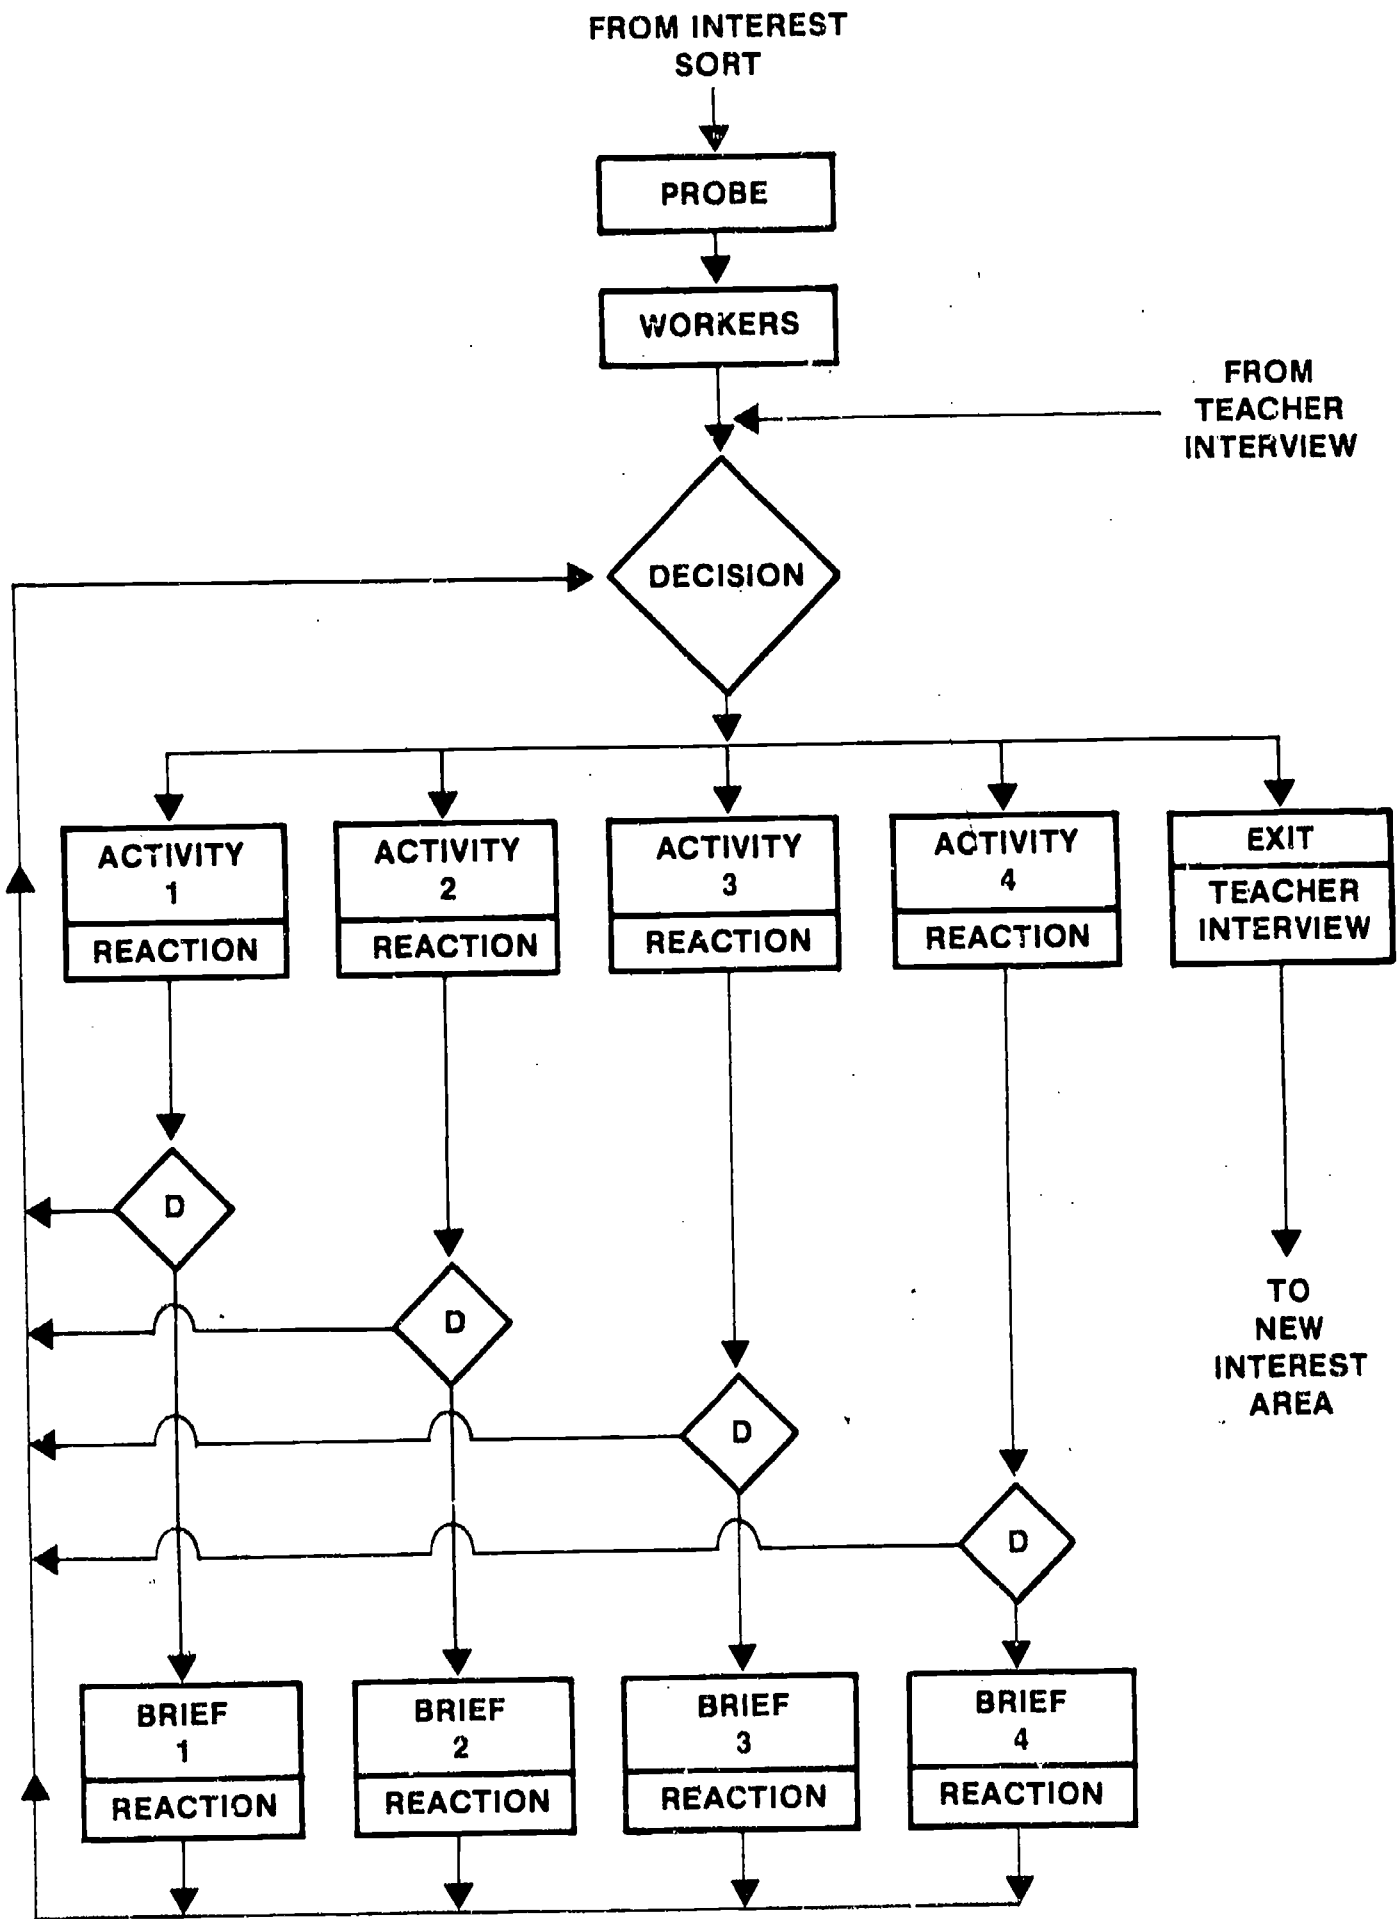 FROM INTEREST
SORT
PROBE
WORKERS
FROM
TEACHER
INTERVIEW
DECISION
ACTIVITY
1
REACTION
ACTIVITY
2
REACTION
ACTIVITY
3
REACTION
ACTIVITY
4
REACTION
EXIT
TEACHER
INTERVIEW
D
D
D
D
TO
NEW
INTEREST
AREA
BRIEF
1
REACTION
BRIEF
2
REACTION
BRIEF
3
REACTION
BRIEF
4
REACTION